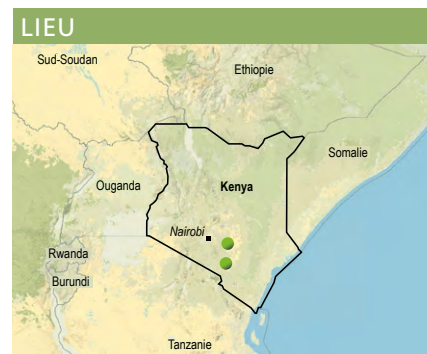 LIEU
Sud-Soudan
Ethiopie
Somalie
Ouganda
Kenya
Nairobi
Rwanda
Burundi
Tanzanie